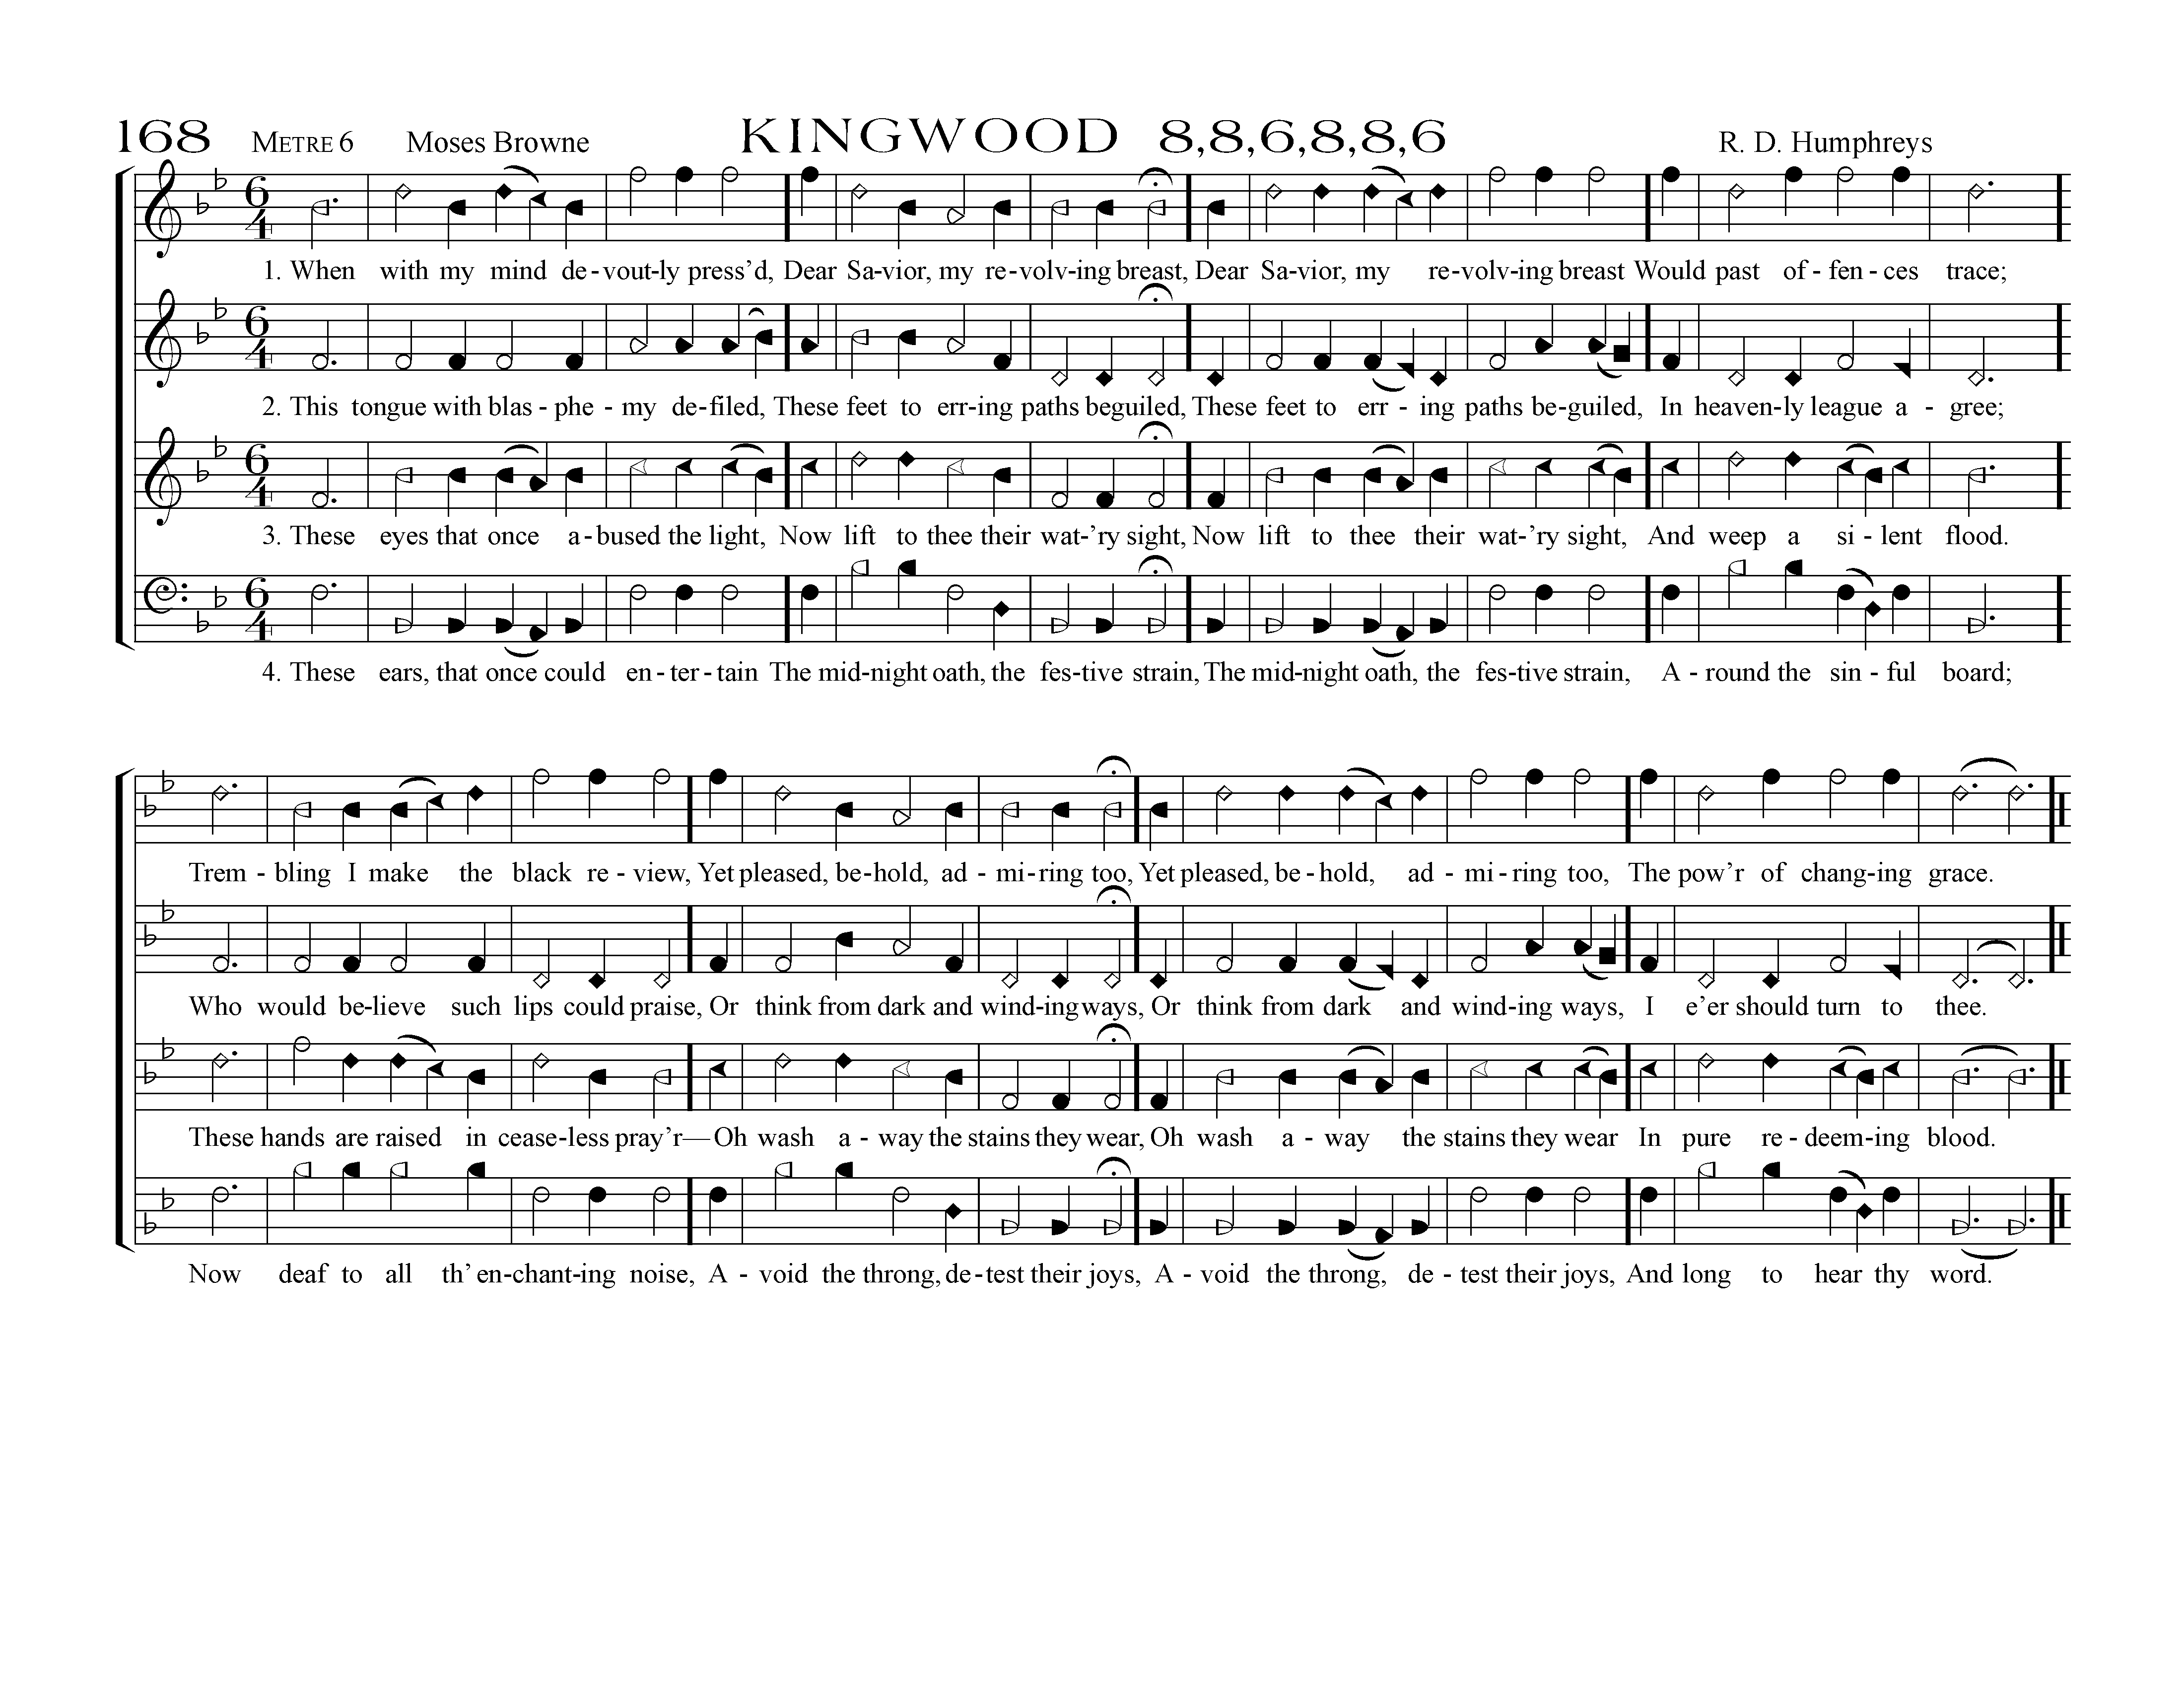 168 METRE 6 Moses Browne KINGWOOD 8,8,6,8,8,6 R. D. Humphreys
6 4
1. When with my mind de-vout-ly press’d, Dear Sa-vior, my re-volv-ing breast, Dear Sa-vior, my re-volv-ing breast Would past of-fen-ces trace;
6 4
2. This tongue with blas-phe-my de-filed, These feet to err-ing paths beguiled, These feet to err-ing paths be-guiled, In heaven-ly league a-gree;
6 4
3. These eyes that once a-bused the light, Now lift to thee their wat-’ry sight, Now lift to thee their wat-’ry sight, And weep a si-lent flood.
6 4
4. These ears, that once could en-ter-tain The mid-night oath, the fes-tive strain, The mid-night oath, the fes-tive strain, A-round the sin-ful board;
Trem-bling I make the black re-view, Yet pleased, be-hold, ad-mi-ring too, Yet pleased, be-hold, ad-mi-ring too, The pow’r of chang-ing grace.
Who would be-lieve such lips could praise, Or think from dark and wind-ing ways, Or think from dark and wind-ing ways, I e’er should turn to thee.
These hands are raised in cease-less pray’r—Oh wash a-way the stains they wear, Oh wash a-way the stains they wear In pure re-deem-ing blood.
Now deaf to all th’ en-chant-ing noise, A-void the throng, de-test their joys, A-void the throng, de-test their joys, And long to hear thy word.